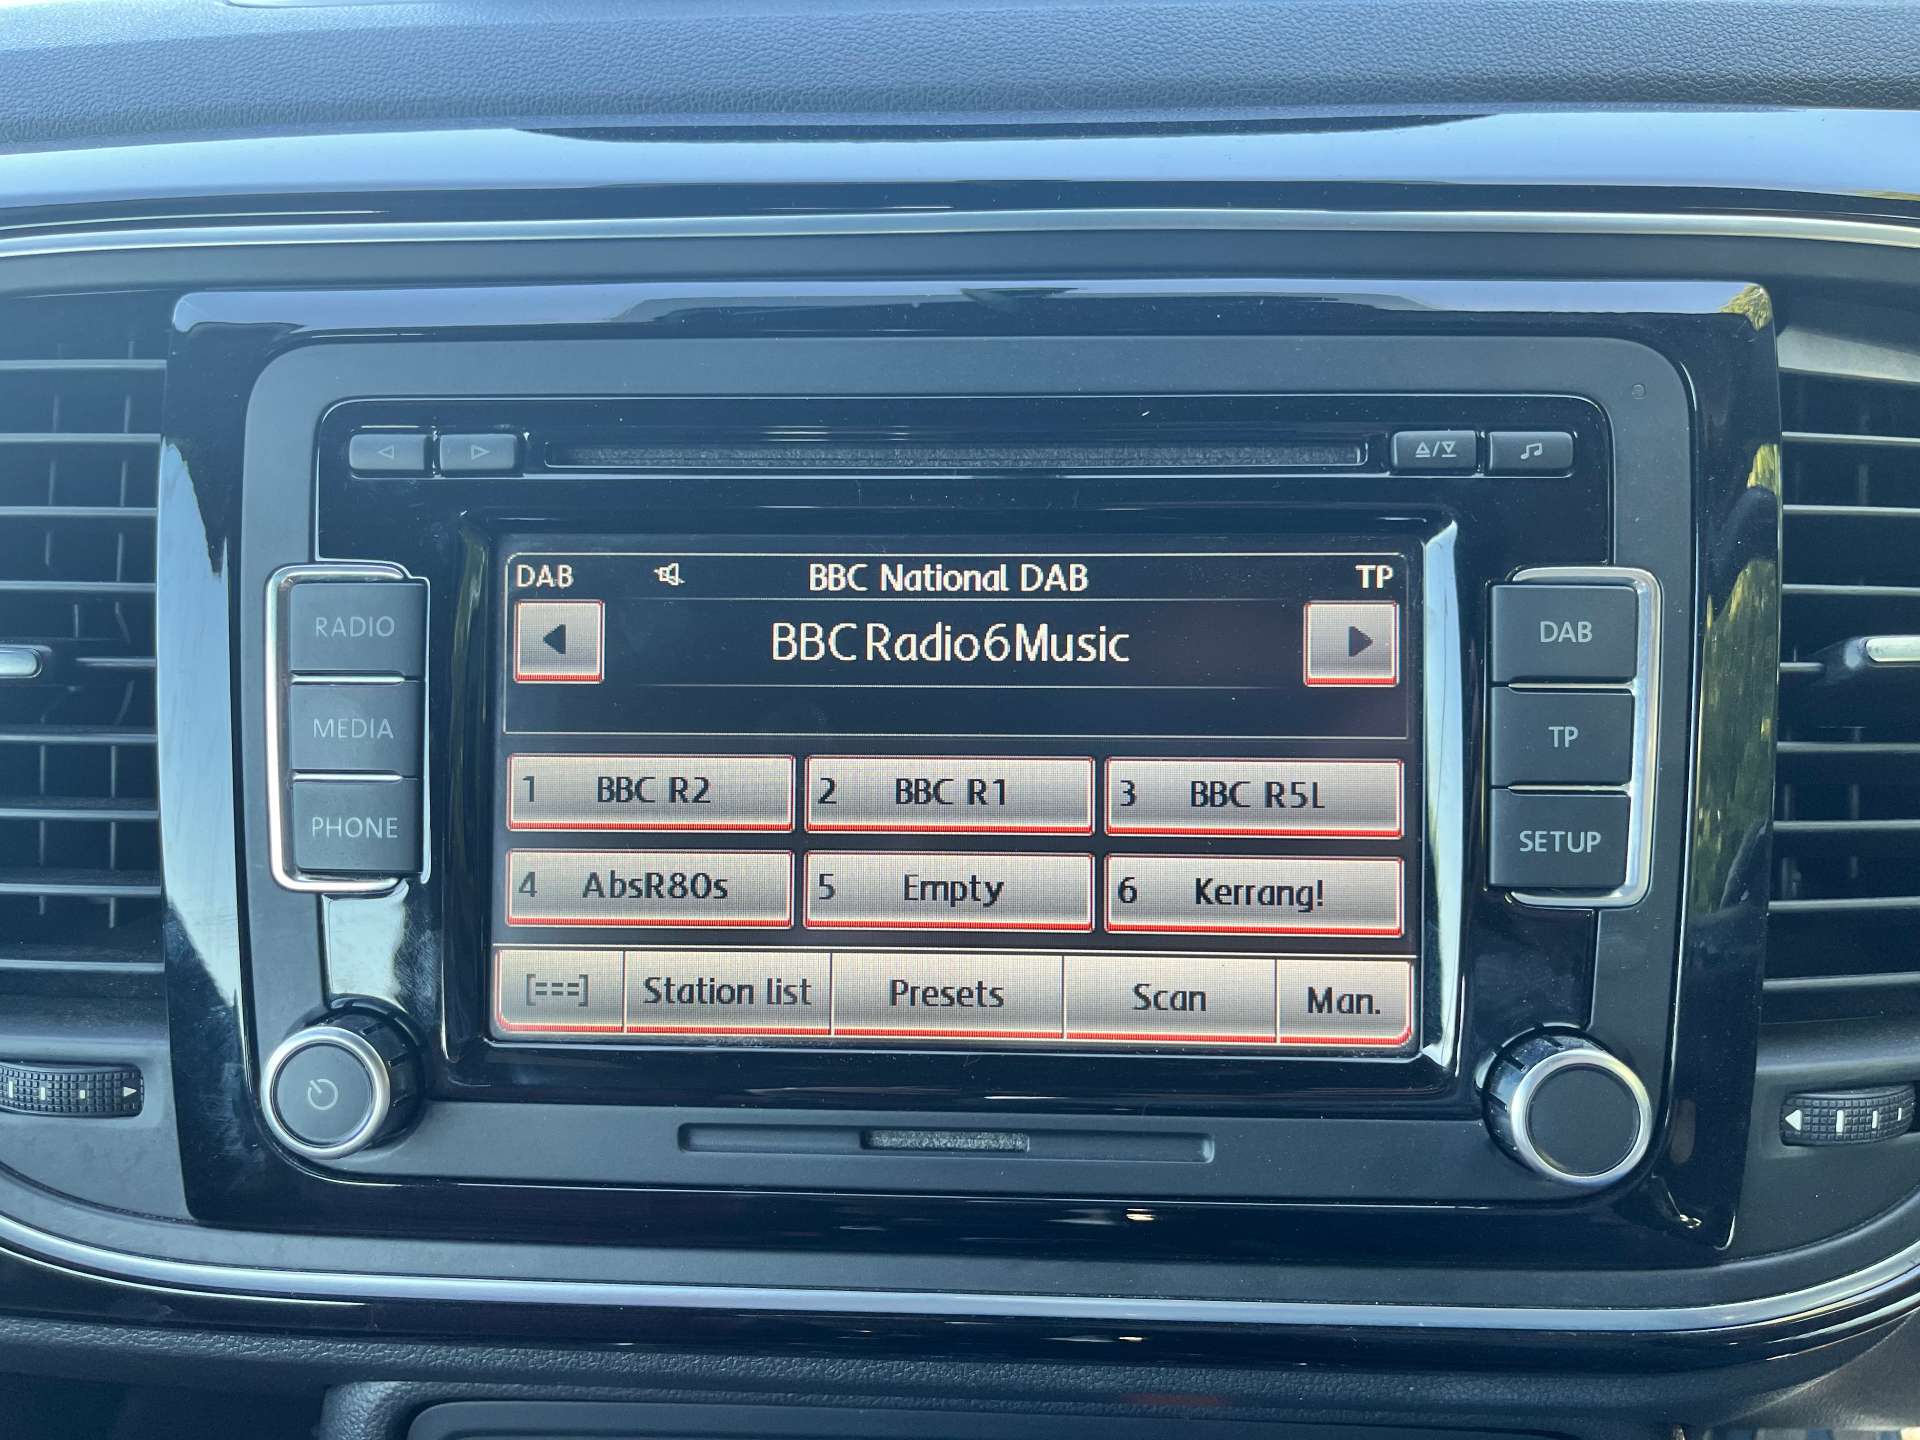 DAB BBC National DAB TP
BBC Radio6Music
RADIO
MEDIA
PHONE
DAB
TP
SETUP
1 BBC R2 2 BBC R1 3 BBC R5L
4 AbsR80s 5 Empty 6 Kerrang!
[===] Station list Presets Scan Man.